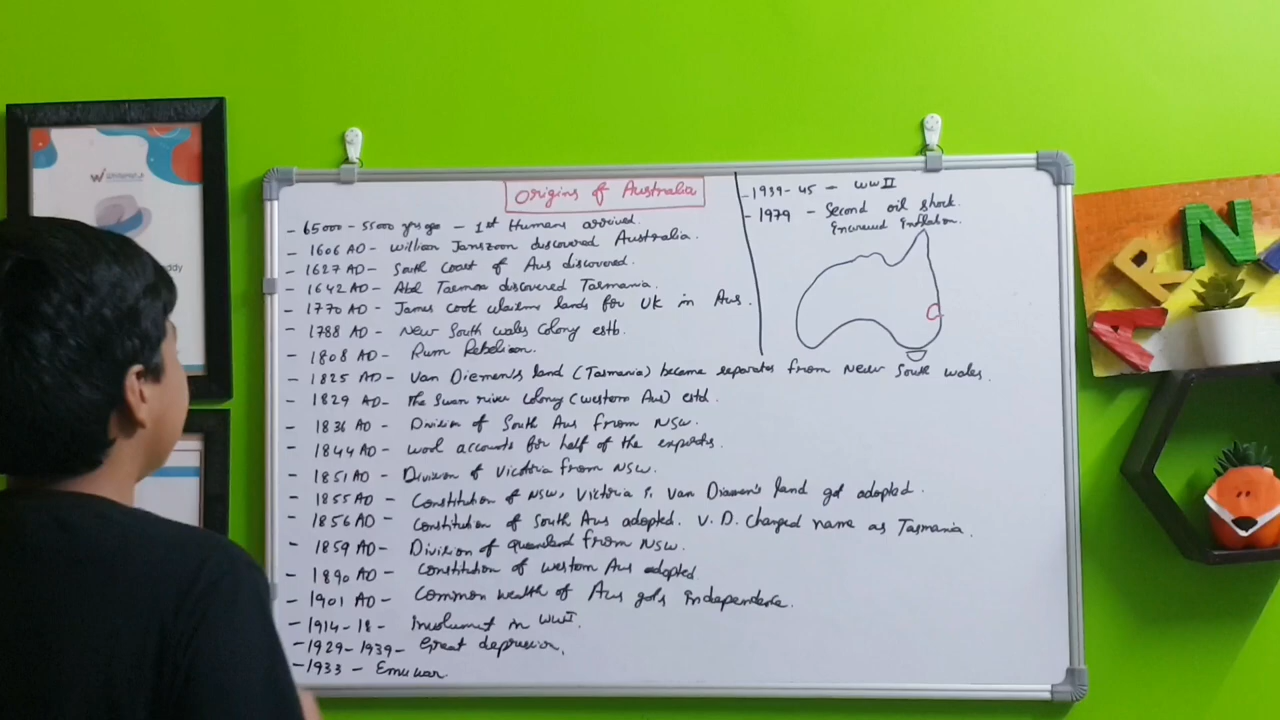 Origins of Australia
- 65000 - 55000 yrs ago - 1st Humans arrived.
- 1606 AD - Willian Janszoon discovered Australia.
- 1627 AD - South Coast of Aus discovered.
- 1642 AD - Abel Tasman discovered Tasmania.
- 1770 AD - James Cook claims lands for UK in Aus.
- 1788 AD - New South Wales Colony estb.
- 1808 AD - Rum Rebelion.
- 1825 AD - Van Diemen's land (Tasmania) became separates from New South Wales.
- 1829 AD - The Swan river Colony (western Aus) estd.
- 1836 AD - Division of South Aus from NSW.
- 1844 AD - Wool accounts for half of the exports.
- 1851 AD - Division of Victoria from NSW.
- 1855 AD - Constitution of NSW, Victoria & Van Diamen's land got adopted.
- 1856 AD - Constitution of South Aus adopted. V.D. changed name as Tasmania.
- 1859 AD - Division of Queensland from NSW.
- 1890 AD - Constitution of western Aus adopted
- 1901 AD - Common wealth of Aus gots independence.
- 1914 - 18 - in WWI.
- 1929 - 1939 - Great depression.
- 1933 - Emu war.
- 1939 - 45 - WW II
- 1979 - Second oil shock.
Inflation.
W
ddy
A R N